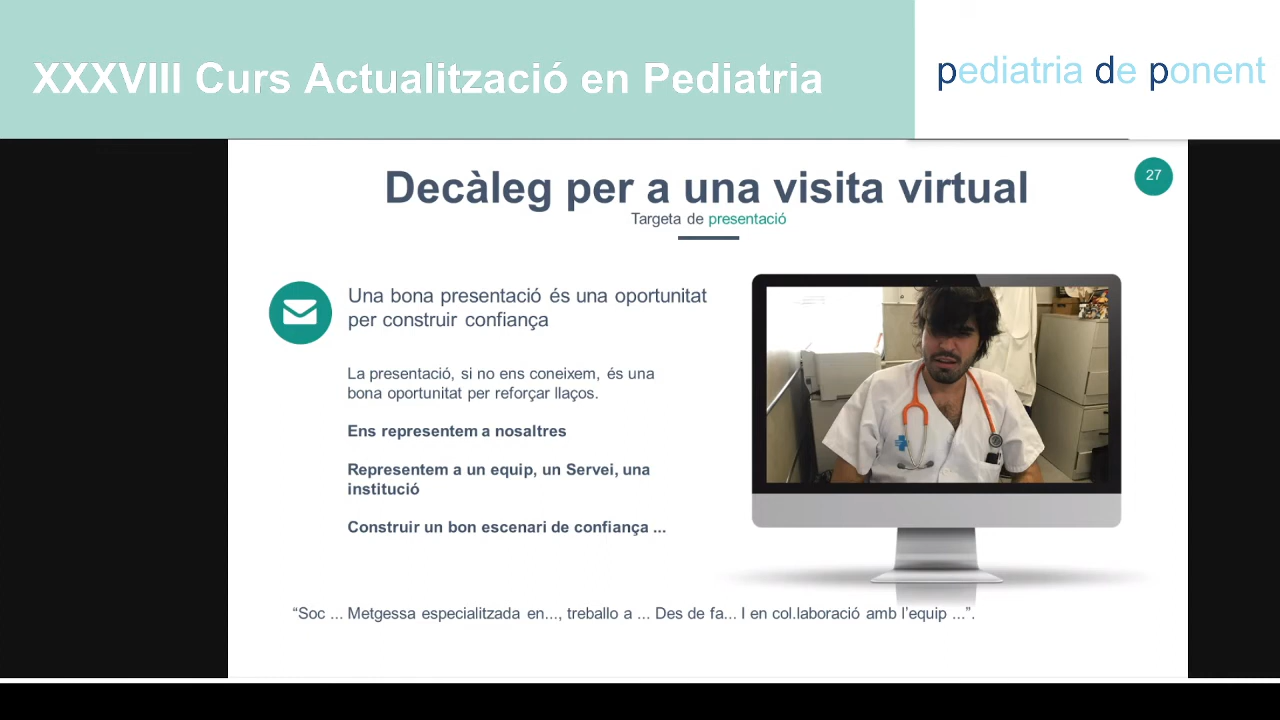 XXXVIII Curs Actualització en Pediatria
pediatria de ponent
Decàleg per a una visita virtual
27
Targeta de presentació
Una bona presentació és una oportunitat
per construir confiança
La presentació, si no ens coneixem, és una
bona oportunitat per reforçar llaços.
Ens representem a nosaltres
Representem a un equip, un Servei, una
institució
Construir un bon escenari de confiança ...
“Soc ... Metgessa especialitzada en..., treballo a ... Des de fa... I en col.laboració amb l’equip ...”.